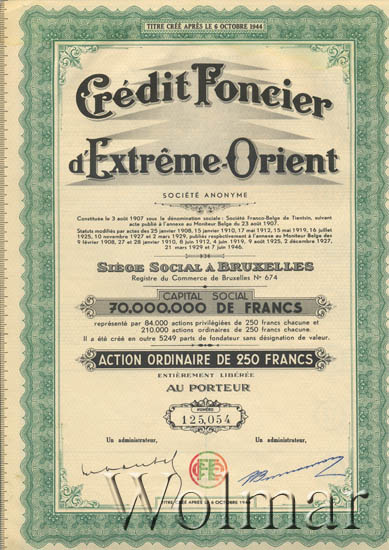 TITRE CRÉÉ APRÈS LE 6 OCTOBRE 1944
Crédit Foncier
d'Extrême-Orient
SOCIÉTÉ ANONYME
Constituée le 3 août 1907 sous la dénomination sociale : Société Franco-Belge de Tientsin, suivant
acte publié à l'annexe au Moniteur Belge du 23 août 1907.
Statuts modifiés par actes des 25 janvier 1908, 15 janvier 1910, 17 mai 1912, 15 mai 1919, 16 juillet
1925, 10 novembre 1927 et 2 mars 1929, publiés respectivement à l'annexe au Moniteur Belge des
9 février 1908, 27 et 28 janvier 1910, 8 juin 1912, 4 juin 1919, 9 août 1925, 2 décembre 1927,
21 mars 1929 et 7 juin 1946.
SIÈGE SOCIAL À BRUXELLES
Registre du Commerce de Bruxelles No 674
CAPITAL SOCIAL
70.000.000 DE FRANCS
représenté par 84.000 actions privilégiées de 250 francs chacune et
210.000 actions ordinaires de 250 francs chacune.
Il a été créé en outre 5249 parts de fondateur sans désignation de valeur.
ACTION ORDINAIRE DE 250 FRANCS
ENTIÈREMENT LIBÉRÉE
AU PORTEUR
NUMÉRO
125,054
Un administrateur,
Un administrateur,
Wolmar
TITRE CRÉÉ APRÈS LE 6 OCTOBRE 1944